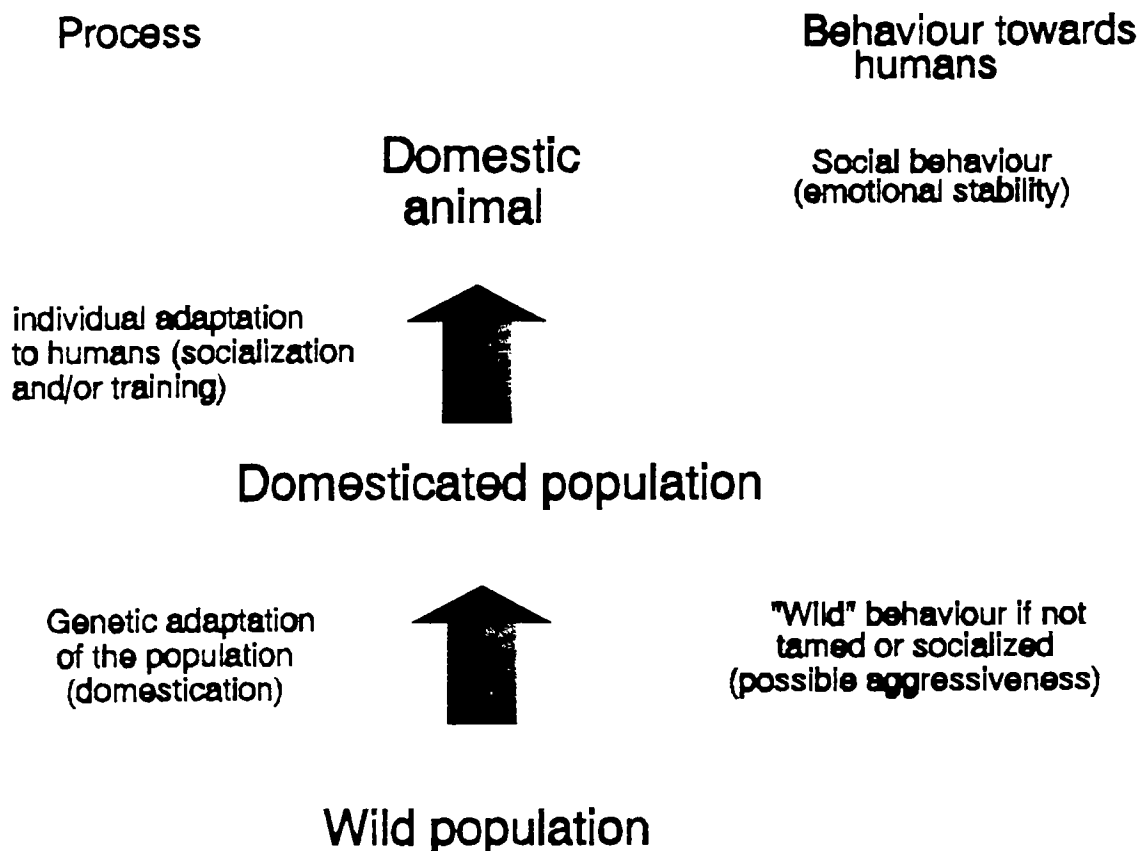 Process
Behaviour towards
humans
Domestic
animal
Social behaviour
(emotional stability)
individual adaptation
to humans (socialization
and/or training)
Domesticated population
Genetic adaptation
of the population
(domestication)
"Wild" behaviour if not
tamed or socialized
(possible aggressiveness)
Wild population